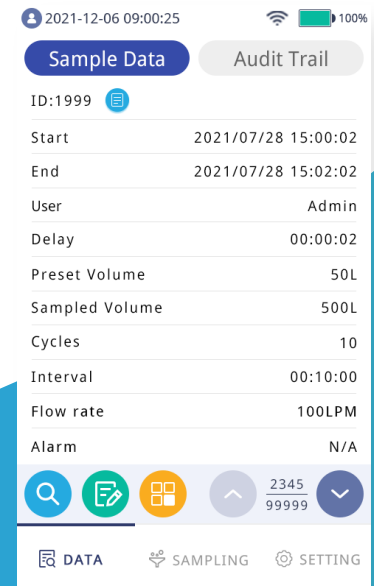 2021-12-06 09:00:25 100%
Sample Data Audit Trail
ID:1999
Start 2021/07/28 15:00:02
End 2021/07/28 15:02:02
User Admin
Delay 00:00:02
Preset Volume 50L
Sampled Volume 500L
Cycles 10
Interval 00:10:00
Flow rate 100LPM
Alarm N/A
2345
99999
DATA SAMPLING SETTING